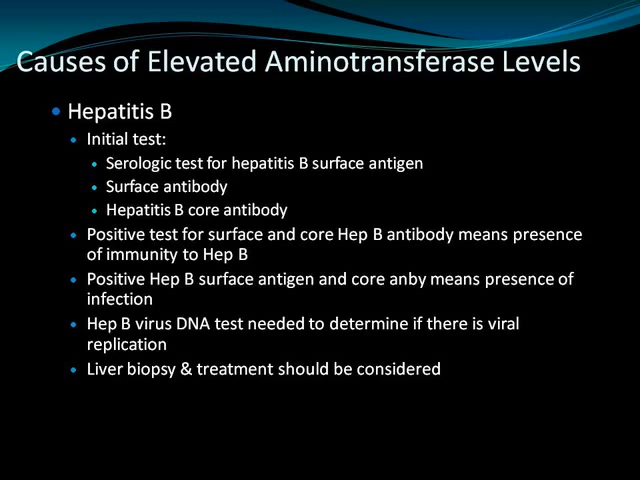 Causes of Elevated Aminotransferase Levels
• Hepatitis B
• Initial test:
• Serologic test for hepatitis B surface antigen
• Surface antibody
• Hepatitis B core antibody
• Positive test for surface and core Hep B antibody means presence
of immunity to Hep B
• Positive Hep B surface antigen and core anby means presence of
infection
• Hep B virus DNA test needed to determine if there is viral
replication
• Liver biopsy & treatment should be considered